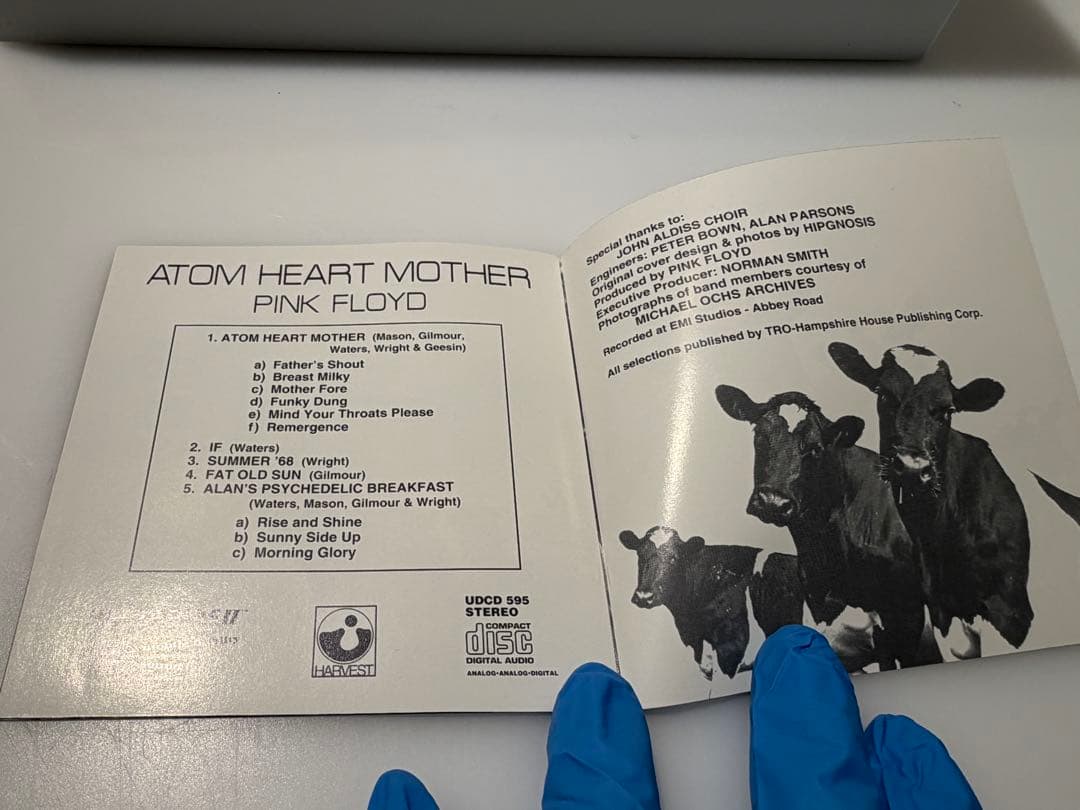 ATOM HEART MOTHER
PINK FLOYD
1. ATOM HEART MOTHER (Mason, Gilmour,
Waters, Wright & Geesin)
a) Father's Shout
b) Breast Milky
c) Mother Fore
d) Funky Dung
e) Mind Your Throats Please
f) Remergence
2. IF (Waters)
3. SUMMER '68 (Wright)
4. FAT OLD SUN (Gilmour)
5. ALAN'S PSYCHEDELIC BREAKFAST
(Waters, Mason, Gilmour & Wright)
a) Rise and Shine
b) Sunny Side Up
c) Morning Glory
HARVEST
UDCD 595
STEREO
COMPACT
disc
DIGITAL AUDIO
ANALOG•ANALOG•DIGITAL
Special thanks to:
JOHN ALDISS CHOIR
Engineers: PETER BOWN, ALAN PARSONS
Original cover design & photos by HIPGNOSIS
Produced by PINK FLOYD
Executive Producer: NORMAN SMITH
Photographs of band members courtesy of
MICHAEL OCHS ARCHIVES
Recorded at EMI Studios - Abbey Road
All selections published by TRO-Hampshire House Publishing Corp.